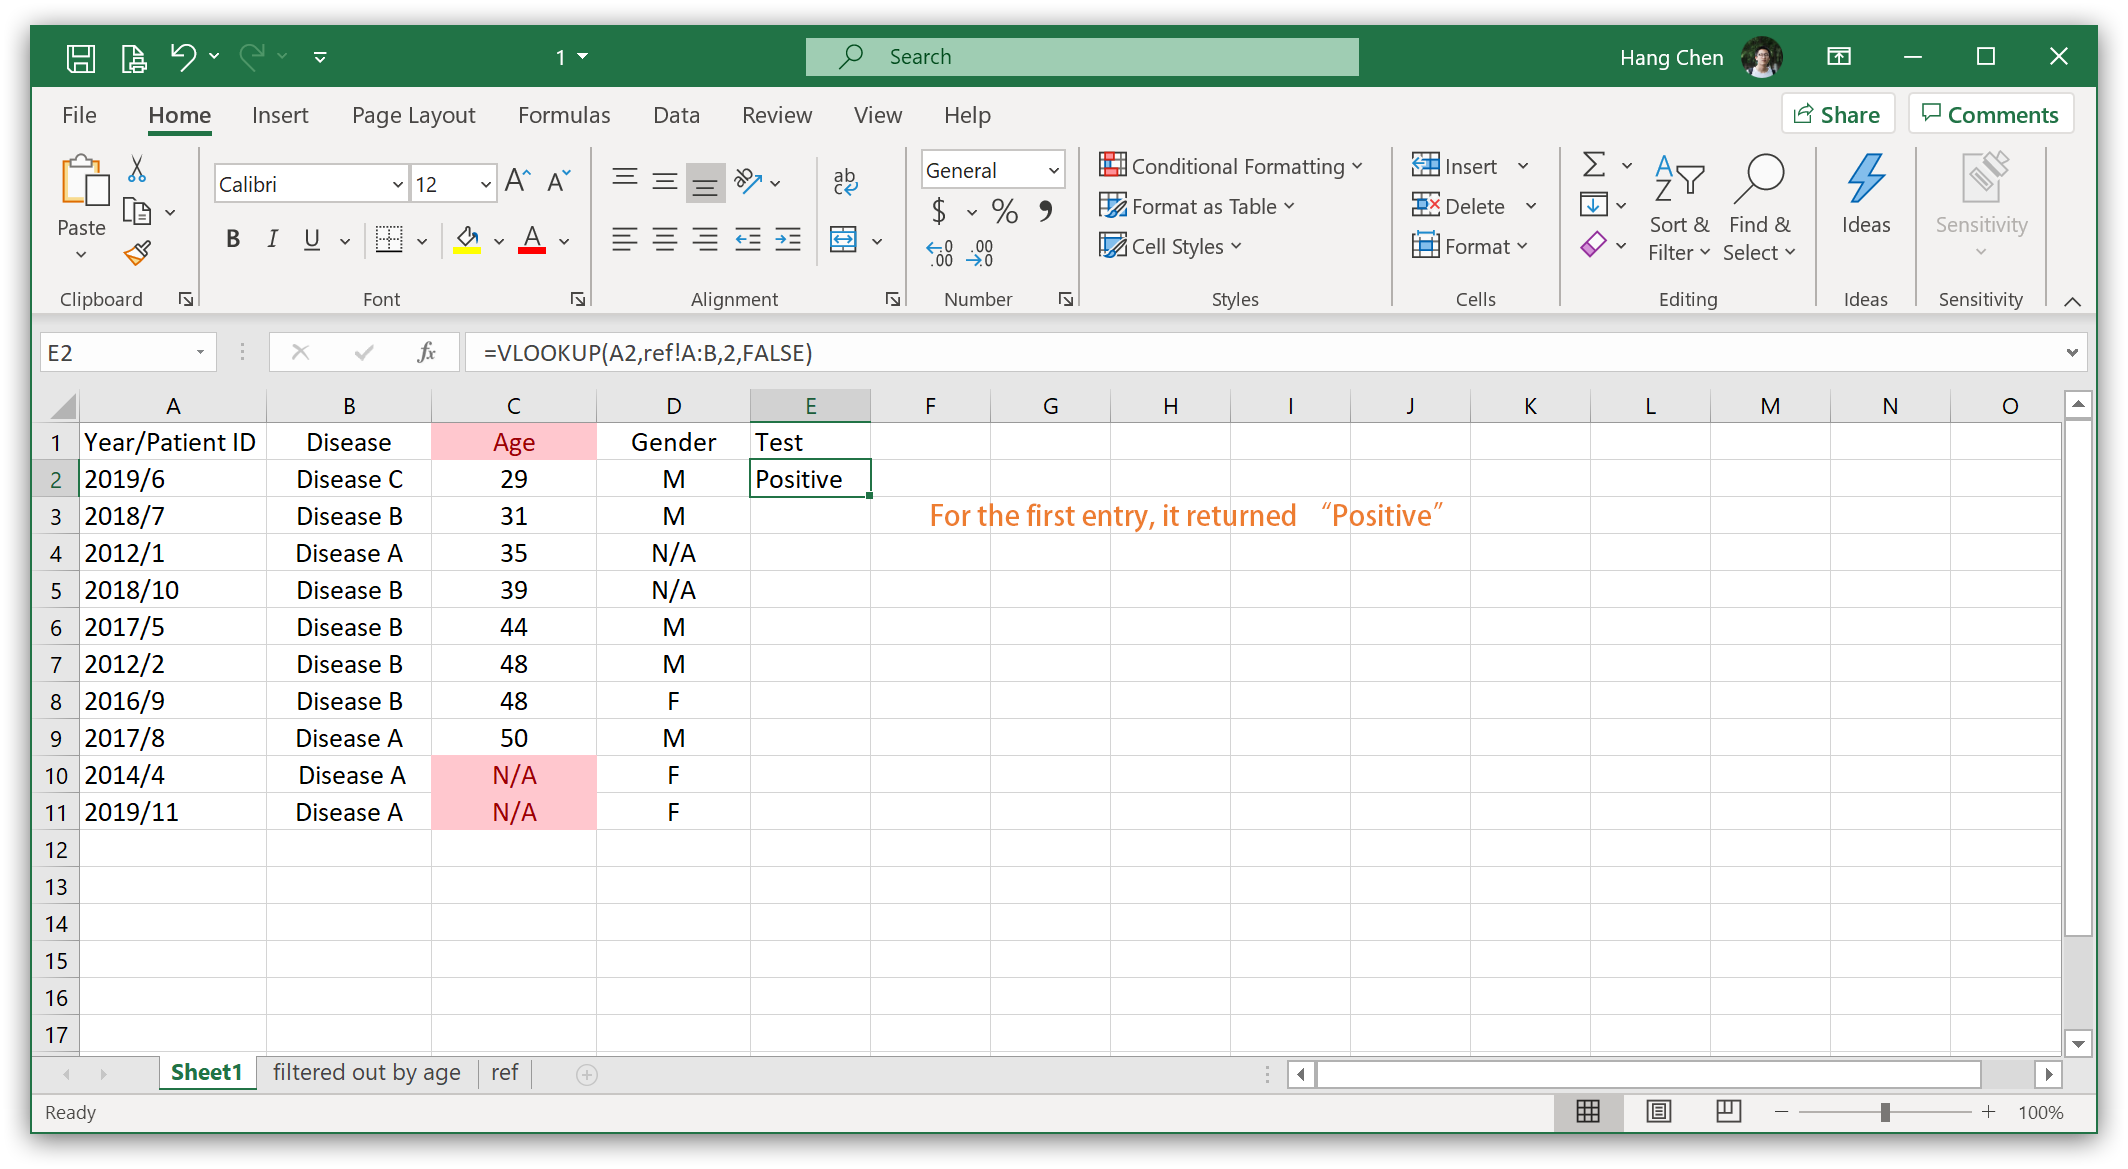 1
Search
Hang Chen
File Home Insert Page Layout Formulas Data Review View Help
Share Comments
Paste
Clipboard
Calibri 12
B I U A
Font
ab
c
Alignment
General
$ % ,
.00 .00
Number
Conditional Formatting
Format as Table
Cell Styles
Styles
Insert
Delete
Format
Cells
Sort &
Filter
Find &
Select
Editing
Ideas
Ideas
Sensitivity
Sensitivity
E2 fx =VLOOKUP(A2,ref!A:B,2,FALSE)
A B C D E F G H I J K L M N O
1 Year/Patient ID Disease Age Gender Test
2 2019/6 Disease C 29 M Positive
3 2018/7 Disease B 31 M For the first entry, it returned “Positive”
4 2012/1 Disease A 35 N/A
5 2018/10 Disease B 39 N/A
6 2017/5 Disease B 44 M
7 2012/2 Disease B 48 M
8 2016/9 Disease B 48 F
9 2017/8 Disease A 50 M
10 2014/4 Disease A N/A F
11 2019/11 Disease A N/A F
12
13
14
15
16
17
Sheet1 filtered out by age ref
Ready 100%